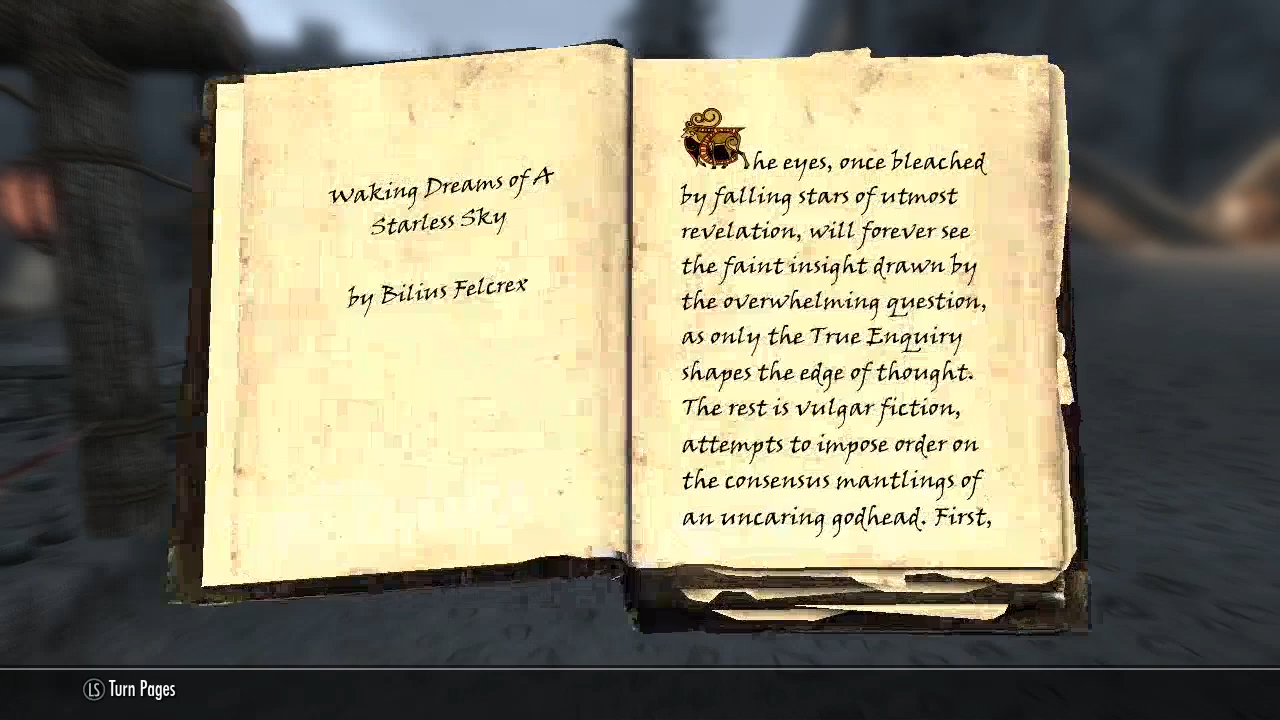 Waking Dreams of A
Starless Sky
by Bilius Felcrex
The eyes, once bleached
by falling stars of utmost
revelation, will forever see
the faint insight drawn by
the overwhelming question,
as only the True Enquiry
shapes the edge of thought.
The rest is vulgar fiction,
attempts to impose order on
the consensus mantlings of
an uncaring godhead. First,
LS Turn Pages